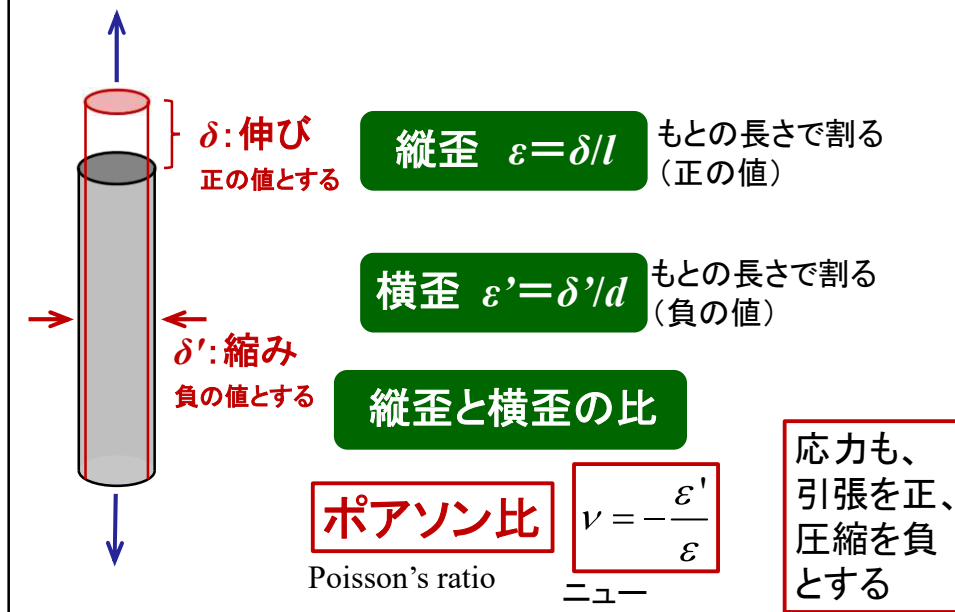 δ:伸び
正の値とする
縦歪 ε=δ/l
もとの長さで割る
(正の値)
横歪 ε’=δ’/d
もとの長さで割る
(負の値)
δ':縮み
負の値とする
縦歪と横歪の比
ポアソン比
ν = -ε'/ε
Poisson’s ratio
ニュー
応力も、
引張を正、
圧縮を負
とする